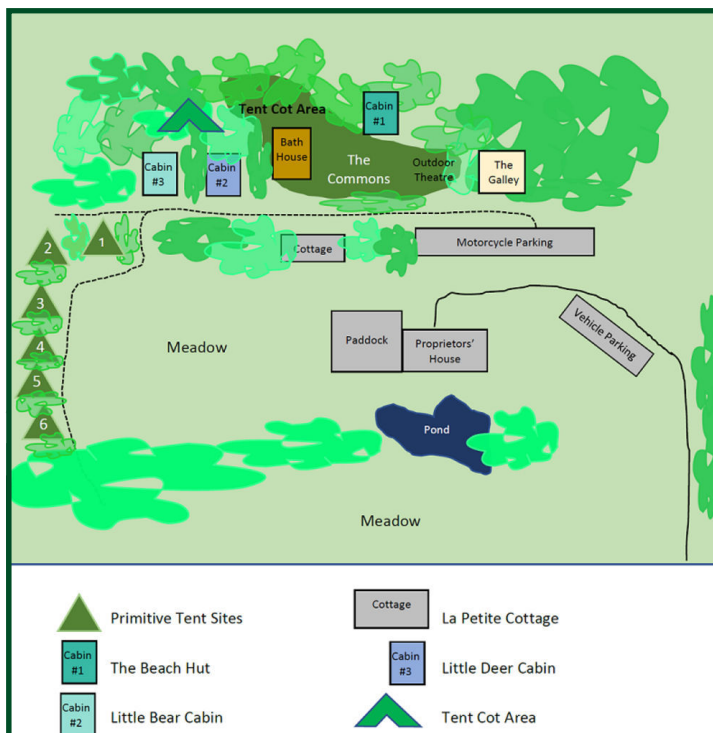 Tent Cot Area
Cabin
#1
Bath
House
The
Commons
Outdoor
Theatre
The
Galley
Cabin
#3
Cabin
#2
1
2
Cottage
Motorcycle Parking
3
4
5
6
Meadow
Paddock
Proprietors'
House
Vehicle Parking
Pond
Meadow
Primitive Tent Sites
Cottage
La Petite Cottage
Cabin
#1
The Beach Hut
Cabin
#3
Little Deer Cabin
Cabin
#2
Little Bear Cabin
Tent Cot Area